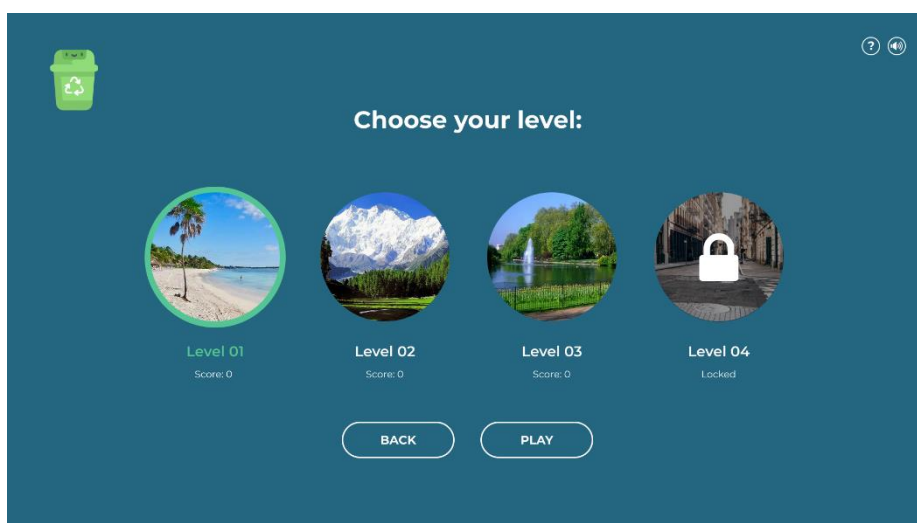 ?
Choose your level:
Level 01
Score: 0
Level 02
Score: 0
Level 03
Score: 0
Level 04
Locked
BACK
PLAY